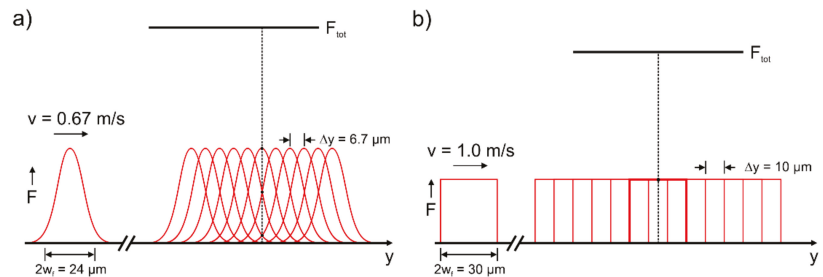 a)
F_tot
v = 0.67 m/s
Δy = 6.7 µm
F
y
2w_f = 24 µm
b)
F_tot
v = 1.0 m/s
Δy = 10 µm
F
y
2w_f = 30 µm